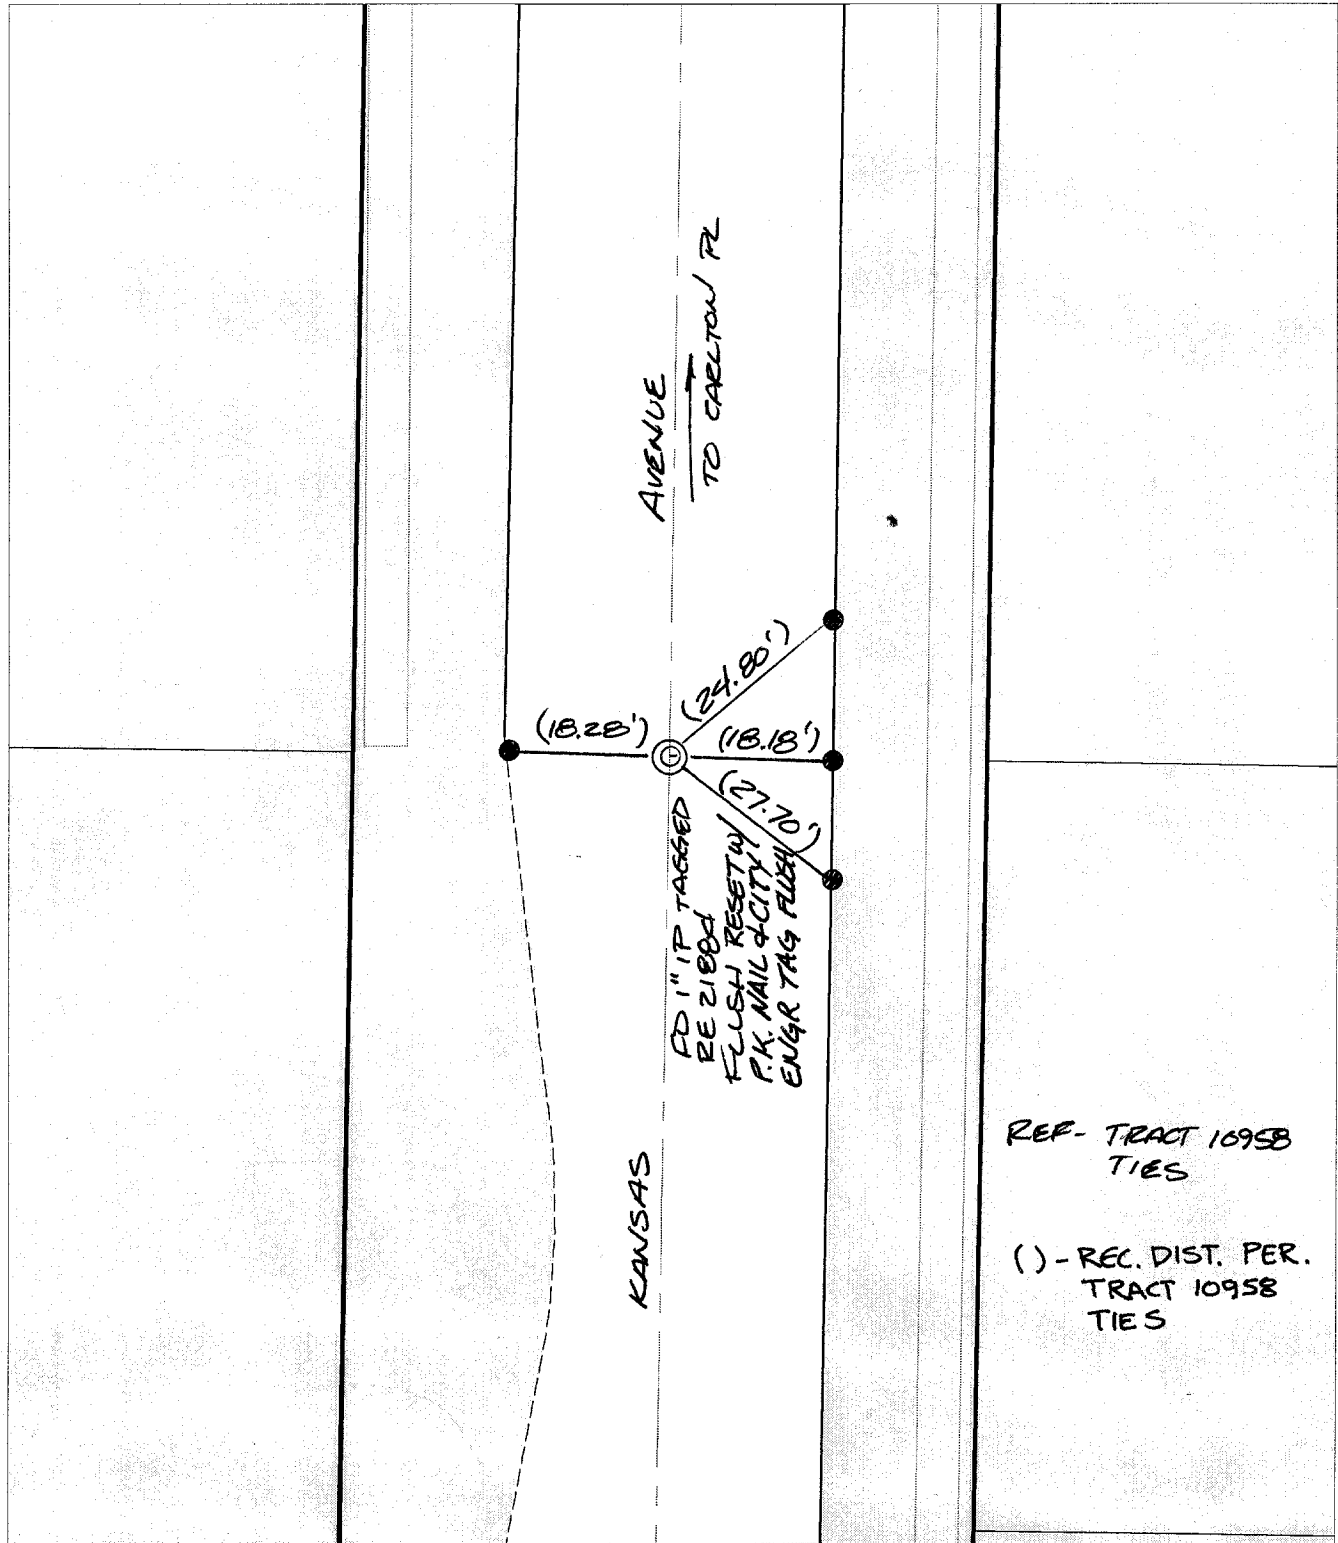 AVENUE
TO CARLTON PL
(24.80')
(18.28')
(18.18')
(27.70')
FD 1" IP TAGGED
RE 21884
FLUSH RESET W/
P.K. NAIL & CITY
ENGR TAG FLUSH
KANSAS
REF- TRACT 10958
TIES
( ) - REC. DIST. PER.
TRACT 10958
TIES